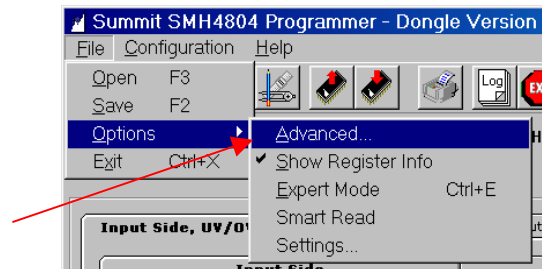 Summit SMH4804 Programmer - Dongle Version
File Configuration Help
Open F3
Save F2
Log
EX
Options
Exit Ctrl+X
Advanced...
Show Register Info
Expert Mode Ctrl+E
Smart Read
Settings...
Input Side, UV/O
Input Side